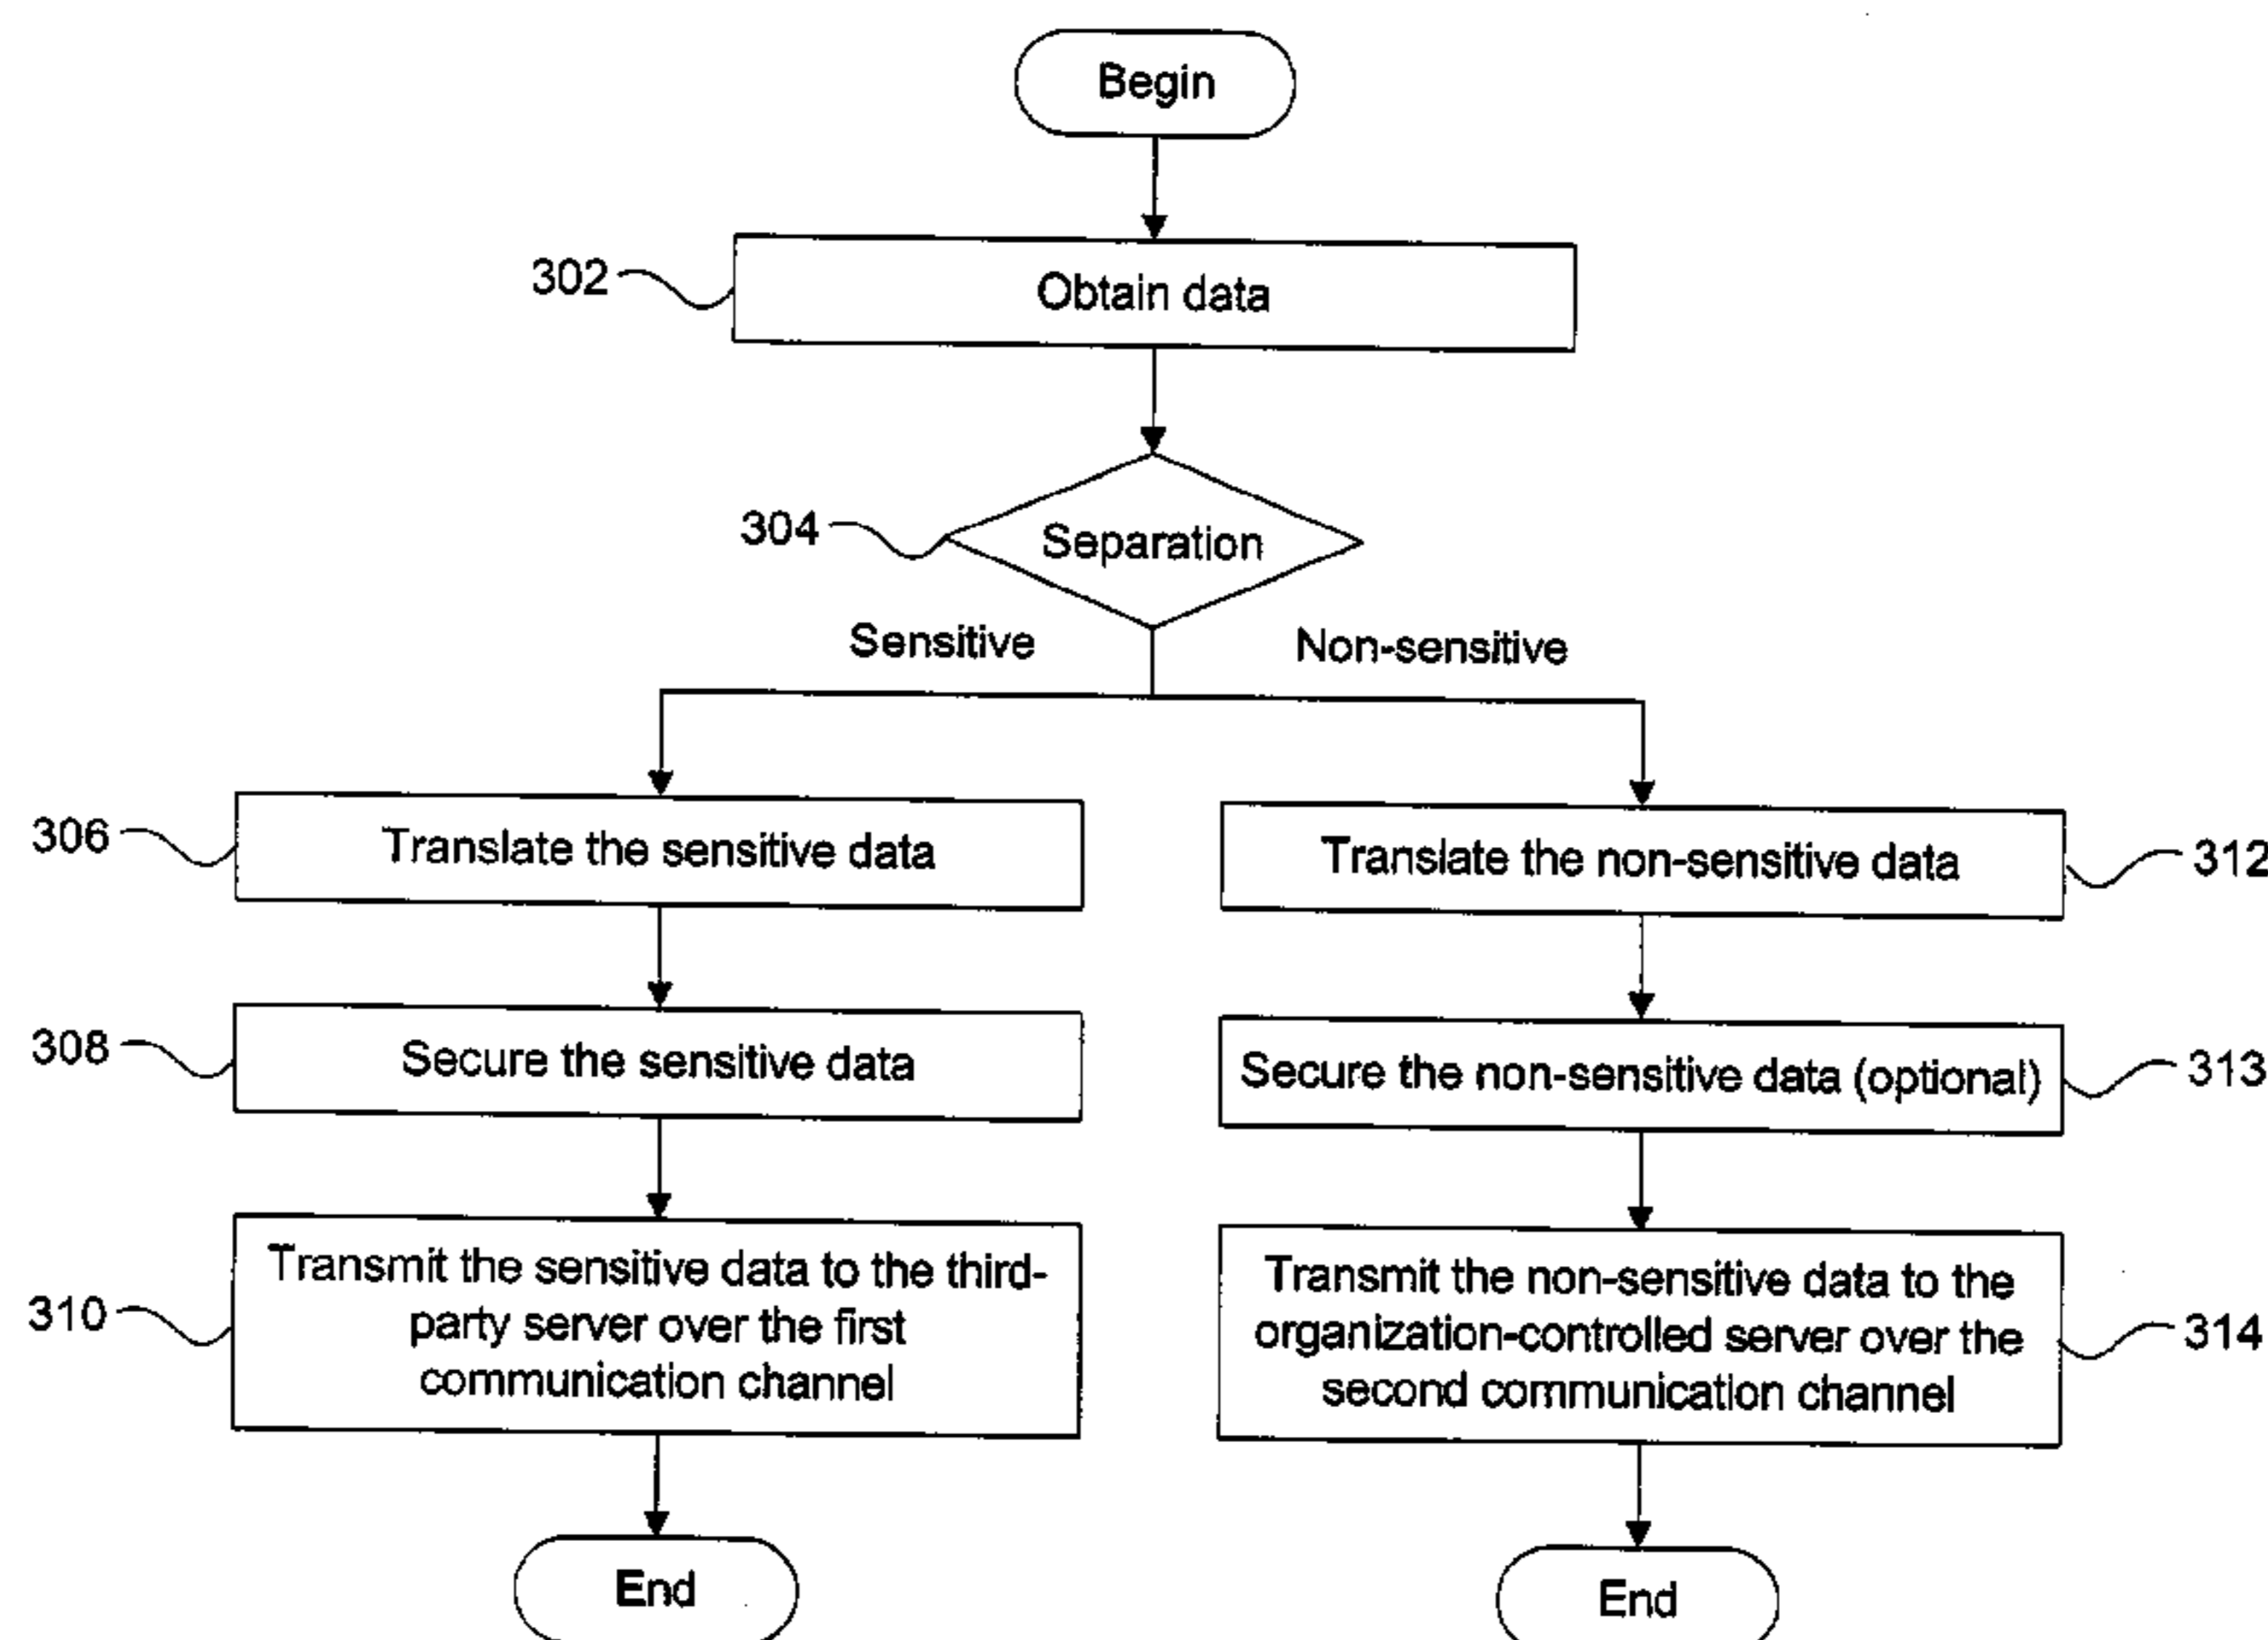 Begin
302
Obtain data
304
Separation
Sensitive
Non-sensitive
306
Translate the sensitive data
Translate the non-sensitive data
312
308
Secure the sensitive data
Secure the non-sensitive data (optional)
313
310
Transmit the sensitive data to the third-
party server over the first
communication channel
Transmit the non-sensitive data to the
organization-controlled server over the
second communication channel
314
End
End